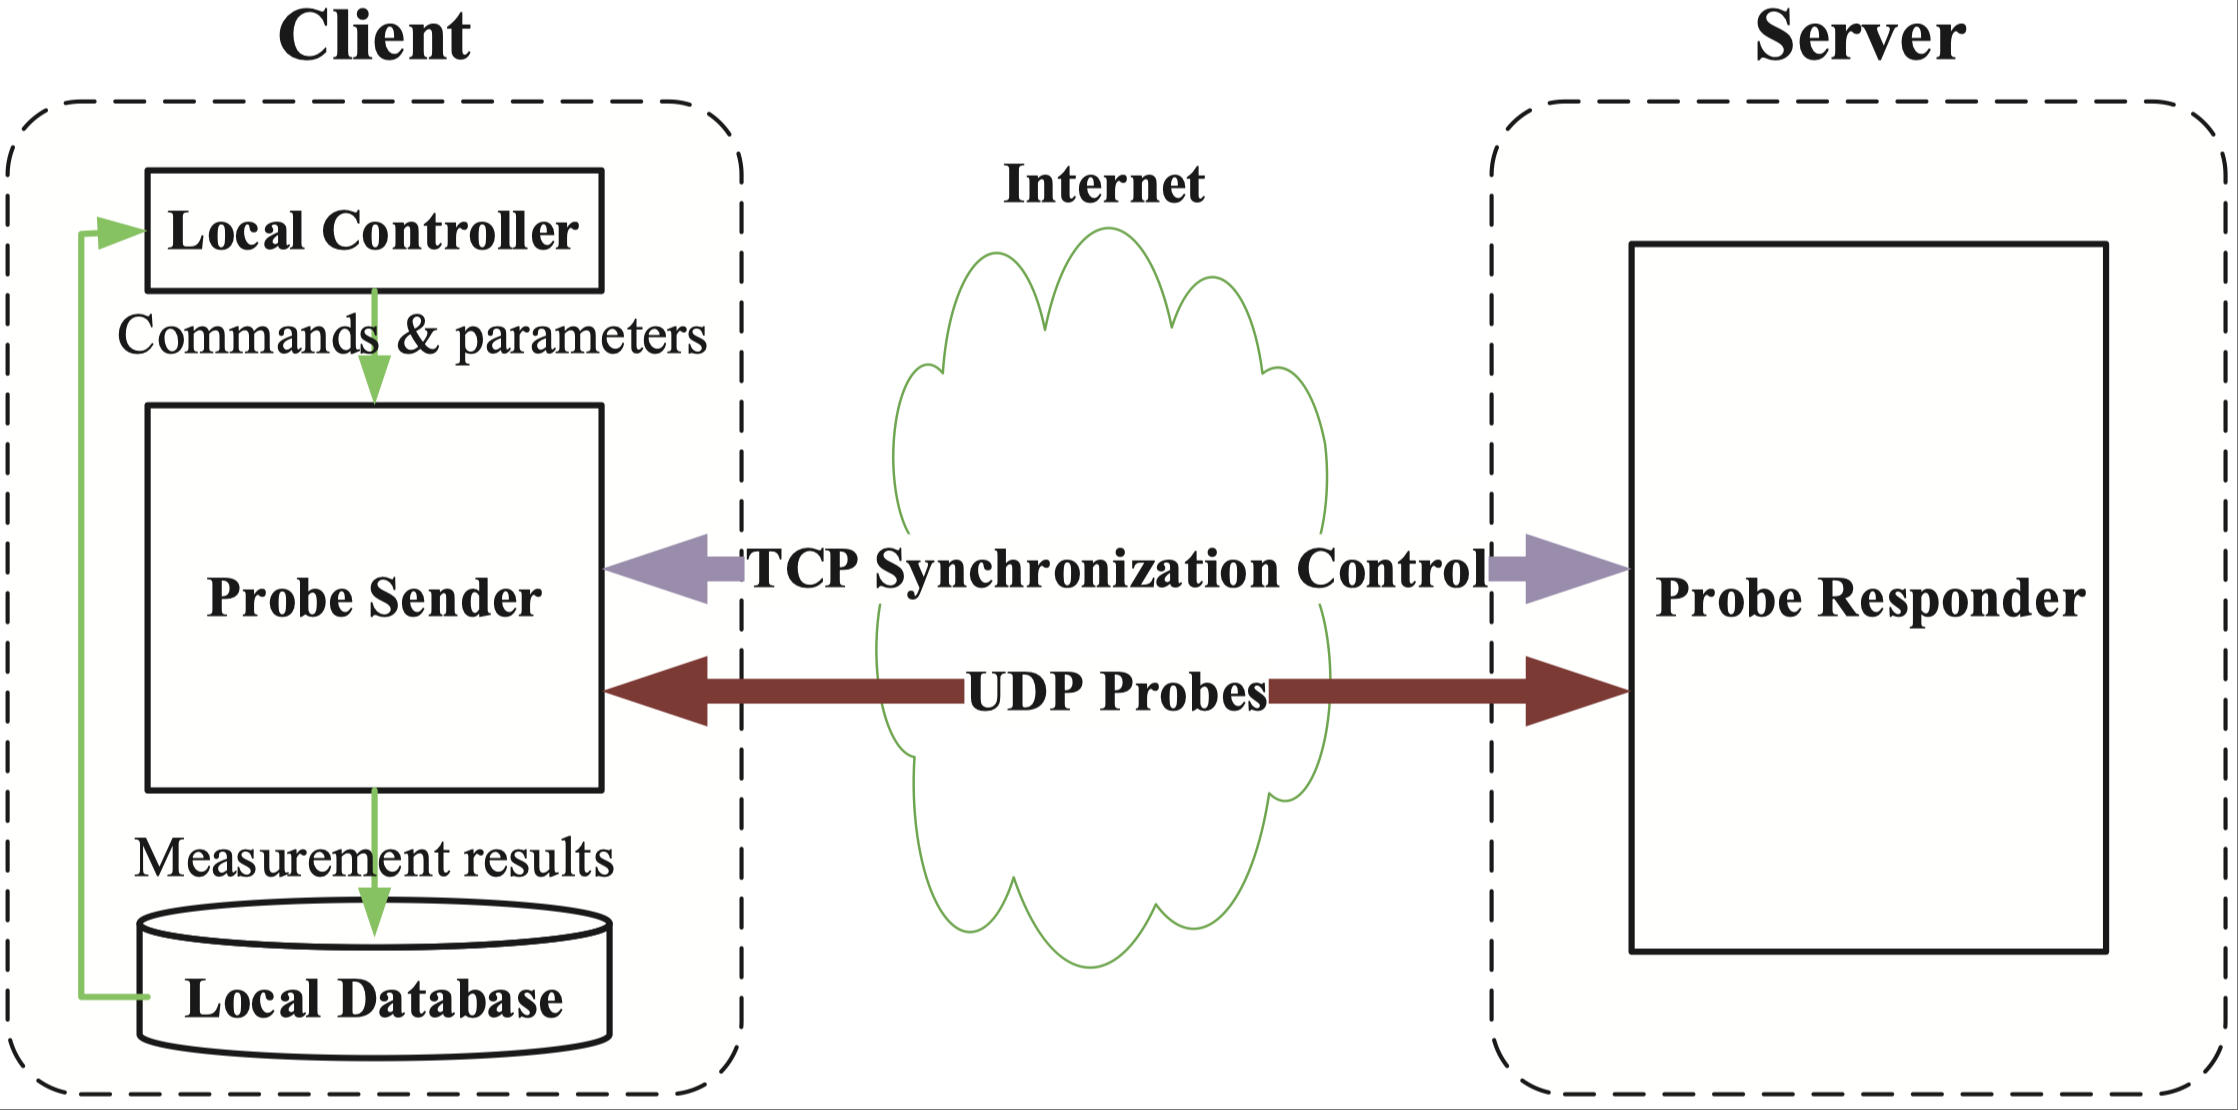 Client
Server
Internet
Local Controller
Commands & parameters
Probe Sender
TCP Synchronization Control
UDP Probes
Probe Responder
Measurement results
Local Database